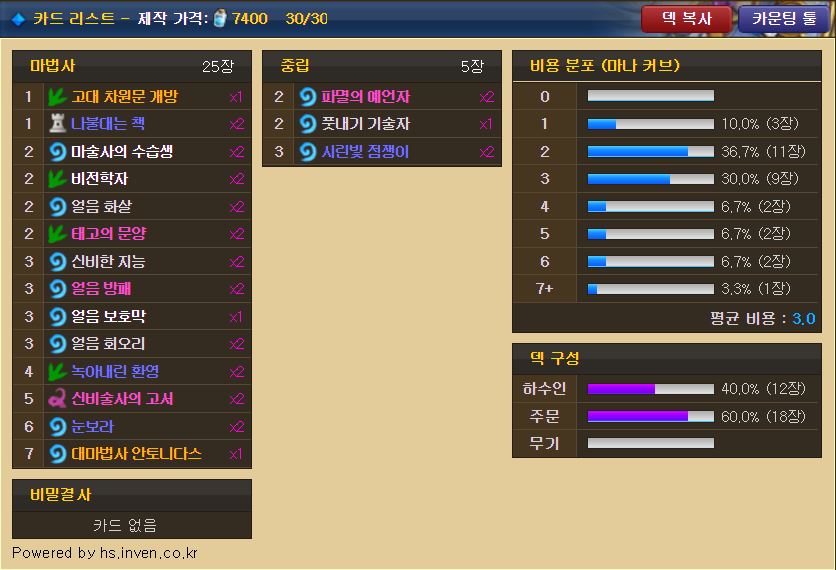 카드 리스트 - 제작 가격: 7400 30/30
덱 복사
카운팅 툴
마법사 25장
1 고대 차원문 개방 x1
1 나불대는 책 x2
2 마술사의 수습생 x2
2 비전학자 x2
2 얼음 화살 x2
2 태고의 문양 x2
3 신비한 지능 x2
3 얼음 방패 x2
3 얼음 보호막 x1
3 얼음 회오리 x2
4 녹아내린 환영 x2
5 신비술사의 고서 x2
6 눈보라 x2
7 대마법사 안토니다스 x1
비밀결사
카드 없음
Powered by hs.inven.co.kr
중립 5장
2 파멸의 예언자 x2
2 풋내기 기술자 x1
3 시린빛 점쟁이 x2
비용 분포 (마나 커브)
0
1 10.0% (3장)
2 36.7% (11장)
3 30.0% (9장)
4 6.7% (2장)
5 6.7% (2장)
6 6.7% (2장)
7+ 3.3% (1장)
평균 비용 : 3.0
덱 구성
하수인 40.0% (12장)
주문 60.0% (18장)
무기